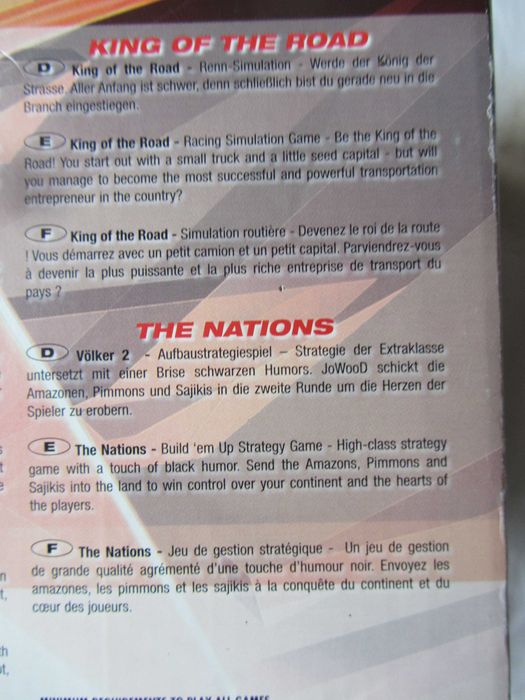 KING OF THE ROAD
D King of the Road - Renn-Simulation - Werde der König der
Strasse. Aller Anfang ist schwer, denn schließlich bist du gerade neu in die
Branch eingestiegen.
E King of the Road - Racing Simulation Game - Be the King of the
Road! You start out with a small truck and a little seed capital - but will
you manage to become the most successful and powerful transportation
entrepreneur in the country?
F King of the Road - Simulation routière - Devenez le roi de la route
! Vous démarrez avec un petit camion et un petit capital. Parviendrez-vous
à devenir la plus puissante et la plus riche entreprise de transport du
pays ?
THE NATIONS
D Völker 2 - Aufbaustrategiespiel – Strategie der Extraklasse
untersetzt mit einer Brise schwarzen Humors. JoWooD schickt die
Amazonen, Pimmons und Sajikis in die zweite Runde um die Herzen der
Spieler zu erobern.
E The Nations - Build 'em Up Strategy Game - High-class strategy
game with a touch of black humor. Send the Amazons, Pimmons and
Sajikis into the land to win control over your continent and the hearts of
the players.
F The Nations - Jeu de gestion stratégique - Un jeu de gestion
de grande qualité agrémenté d'une touche d'humour noir. Envoyez les
amazones, les pimmons et les sajikis à la conquête du continent et du
cœur des joueurs.
MINIMUM REQUIREMENTS TO PLAY ALL GAMES